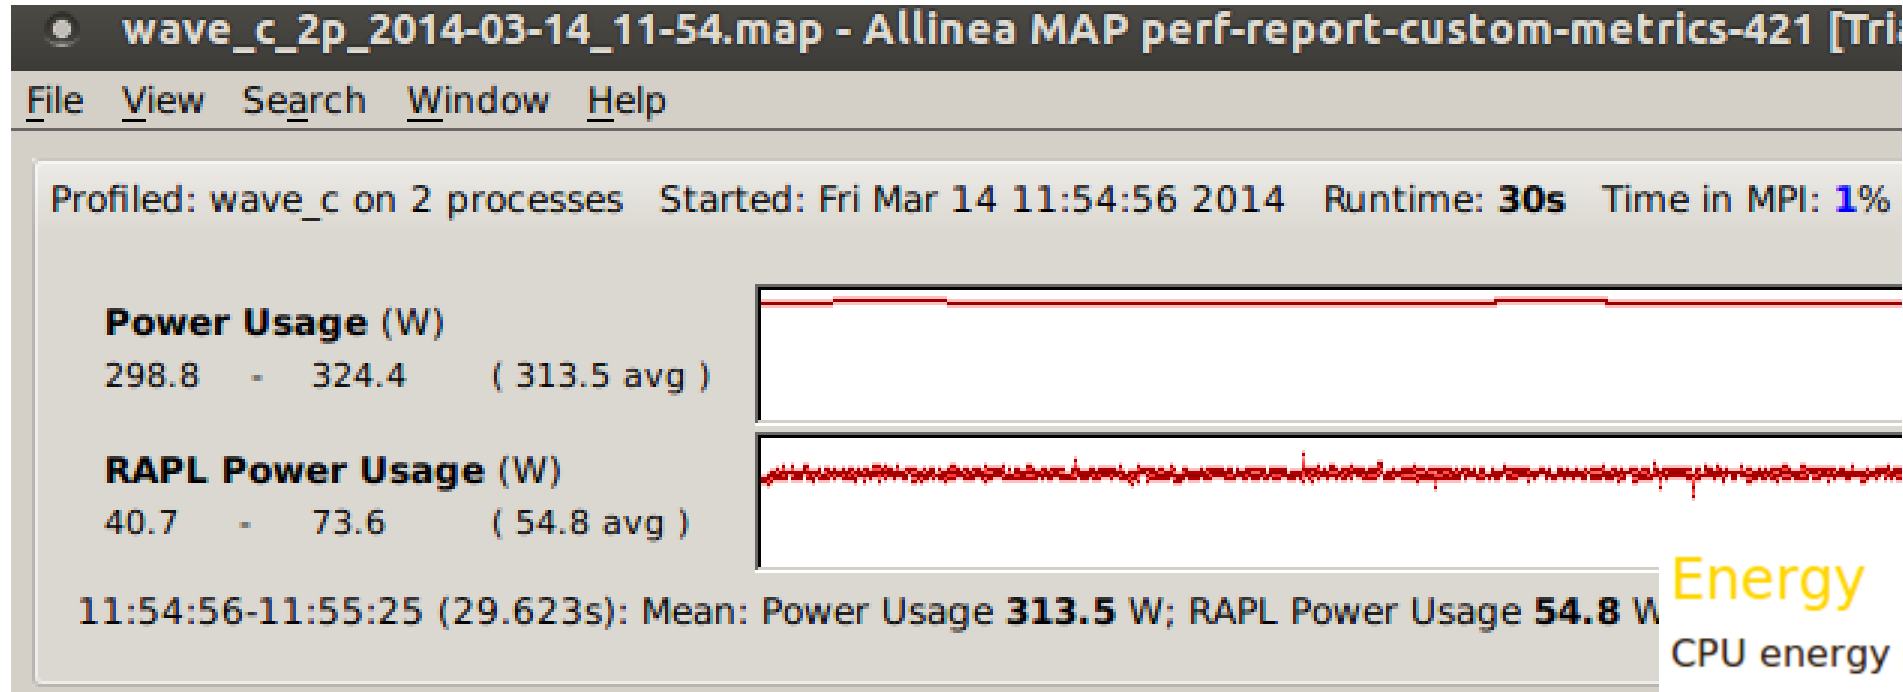 wave_c_2p_2014-03-14_11-54.map - Allinea MAP perf-report-custom-metrics-421 [Tria
File View Search Window Help
Profiled: wave_c on 2 processes Started: Fri Mar 14 11:54:56 2014 Runtime: 30s Time in MPI: 1%
Power Usage (W)
298.8 - 324.4 ( 313.5 avg )
RAPL Power Usage (W)
40.7 - 73.6 ( 54.8 avg )
11:54:56-11:55:25 (29.623s): Mean: Power Usage 313.5 W; RAPL Power Usage 54.8 W
Energy
CPU energy